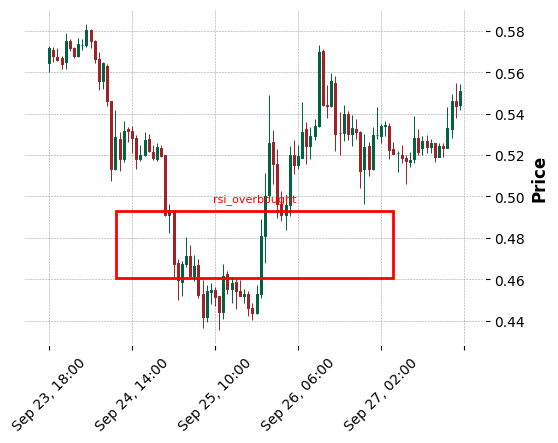 0.58
0.56
0.54
0.52
0.50
0.48
0.46
0.44
Price
rsi_overbought
Sep 23, 18:00
Sep 24, 14:00
Sep 25, 10:00
Sep 26, 06:00
Sep 27, 02:00